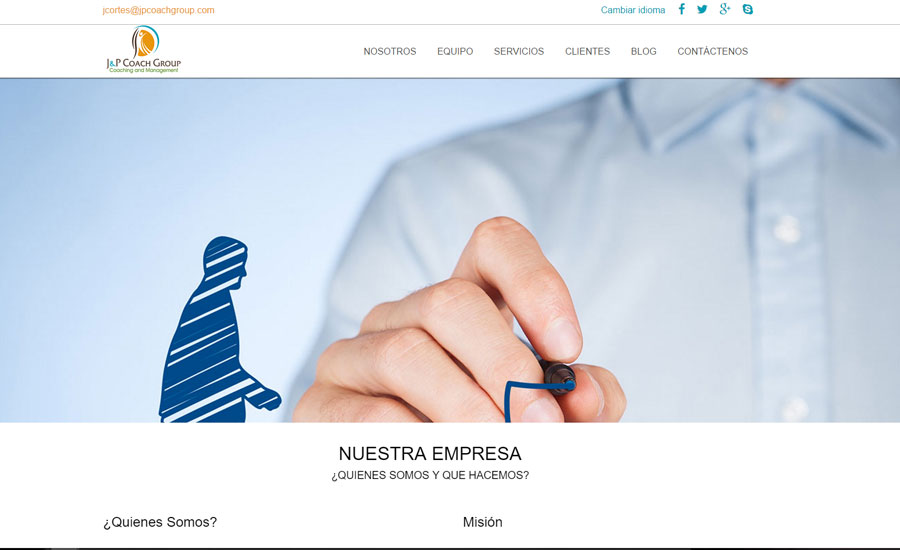 jcortes@jpcoachgroup.com
Cambiar idioma
J&P COACH GROUP
Coaching and Management
NOSOTROS EQUIPO SERVICIOS CLIENTES BLOG CONTÁCTENOS
NUESTRA EMPRESA
¿QUIENES SOMOS Y QUE HACEMOS?
¿Quienes Somos?
Misión